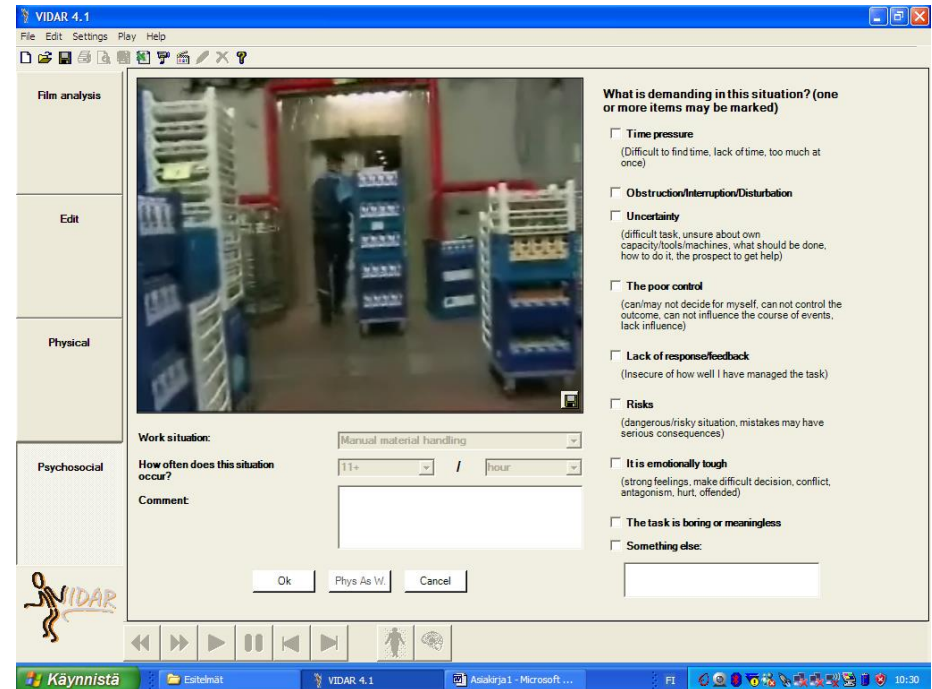 VIDAR 4.1
File Edit Settings Play Help
Film analysis
Edit
Physical
Psychosocial
What is demanding in this situation? (one
or more items may be marked)
Time pressure
(Difficult to find time, lack of time, too much at
once)
Obstruction/Interruption/Disturbation
Uncertainty
(difficult task, unsure about own
capacity/tools/machines, what should be done,
how to do it, the prospect to get help)
The poor control
(can/may not decide for myself, can not control the
outcome, can not influence the course of events,
lack influence)
Lack of response/feedback
(Insecure of how well I have managed the task)
Risks
(dangerous/risky situation, mistakes may have
serious consequences)
It is emotionally tough
(strong feelings, make difficult decision, conflict,
antagonism, hurt, offended)
The task is boring or meaningless
Something else:
Work situation:
Manual material handling
How often does this situation
occur?
11+ / hour
Comment:
Ok Phys As W. Cancel
VIDAR
Käynnistä Esitelmät VIDAR 4.1 Asiakirja1 - Microsoft ... FI 10:30